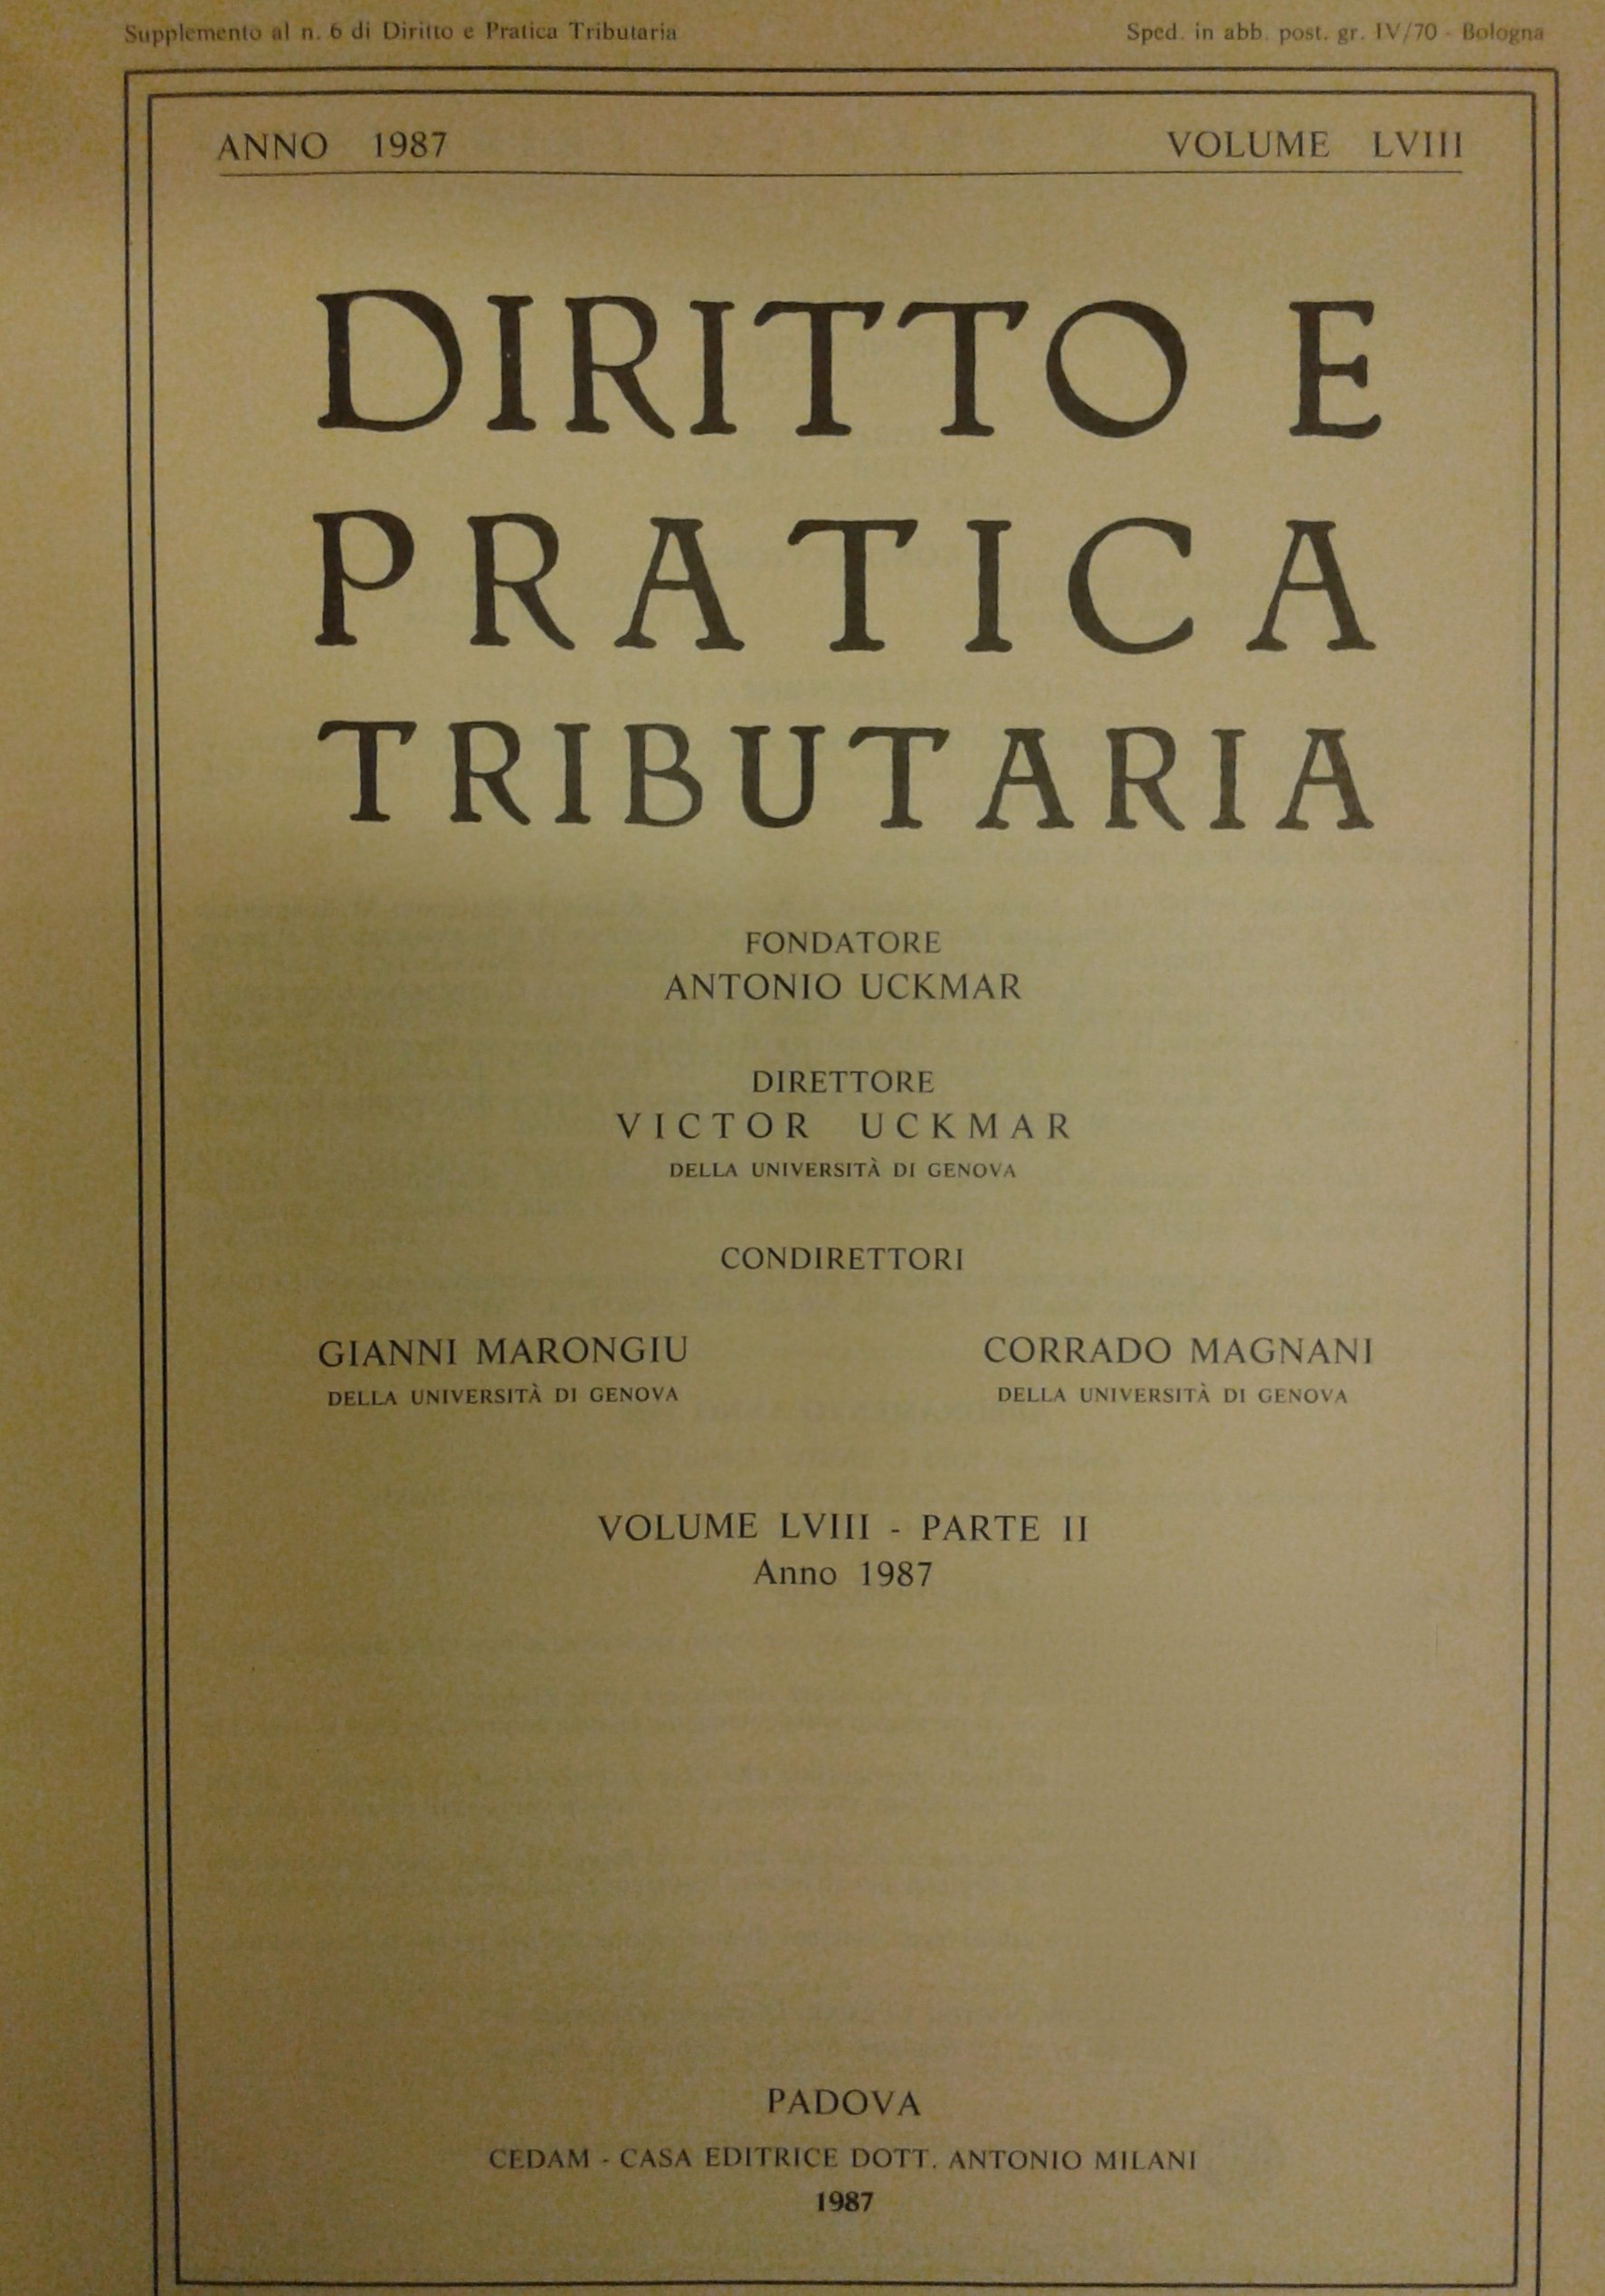 Supplemento al n. 6 di Diritto e Pratica Tributaria
Sped. in abb. post. gr. IV/70 - Bologna
ANNO 1987
VOLUME LVIII
DIRITTO E
PRATICA
TRIBUTARIA
FONDATORE
ANTONIO UCKMAR
DIRETTORE
VICTOR UCKMAR
DELLA UNIVERSITÀ DI GENOVA
CONDIRETTORI
GIANNI MARONGIU
DELLA UNIVERSITÀ DI GENOVA
CORRADO MAGNANI
DELLA UNIVERSITÀ DI GENOVA
VOLUME LVIII - PARTE II
Anno 1987
PADOVA
CEDAM - CASA EDITRICE DOTT. ANTONIO MILANI
1987